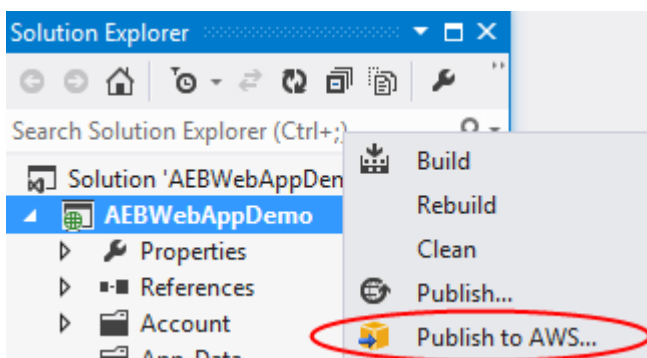 Solution Explorer
Search Solution Explorer (Ctrl+;)
Solution 'AEBWebAppDem
AEBWebAppDemo
Properties
References
Account
App_Data
Build
Rebuild
Clean
Publish...
Publish to AWS...